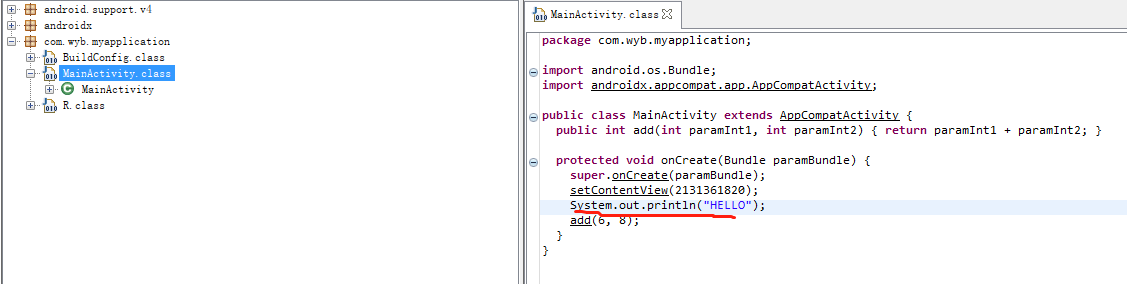 android.support.v4
androidx
com.wyb.myapplication
BuildConfig.class
MainActivity.class
MainActivity
R.class
MainActivity.class
package com.wyb.myapplication;
import android.os.Bundle;
import androidx.appcompat.app.AppCompatActivity;
public class MainActivity extends AppCompatActivity {
public int add(int paramInt1, int paramInt2) { return paramInt1 + paramInt2; }
protected void onCreate(Bundle paramBundle) {
super.onCreate(paramBundle);
setContentView(2131361820);
System.out.println("HELLO");
add(6, 8);
}
}